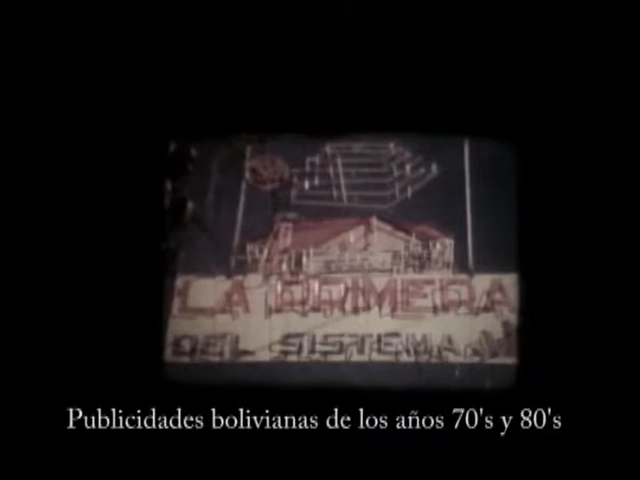 LA PRIMERA
DEL SISTEMA
Publicidades bolivianas de los años 70's y 80's